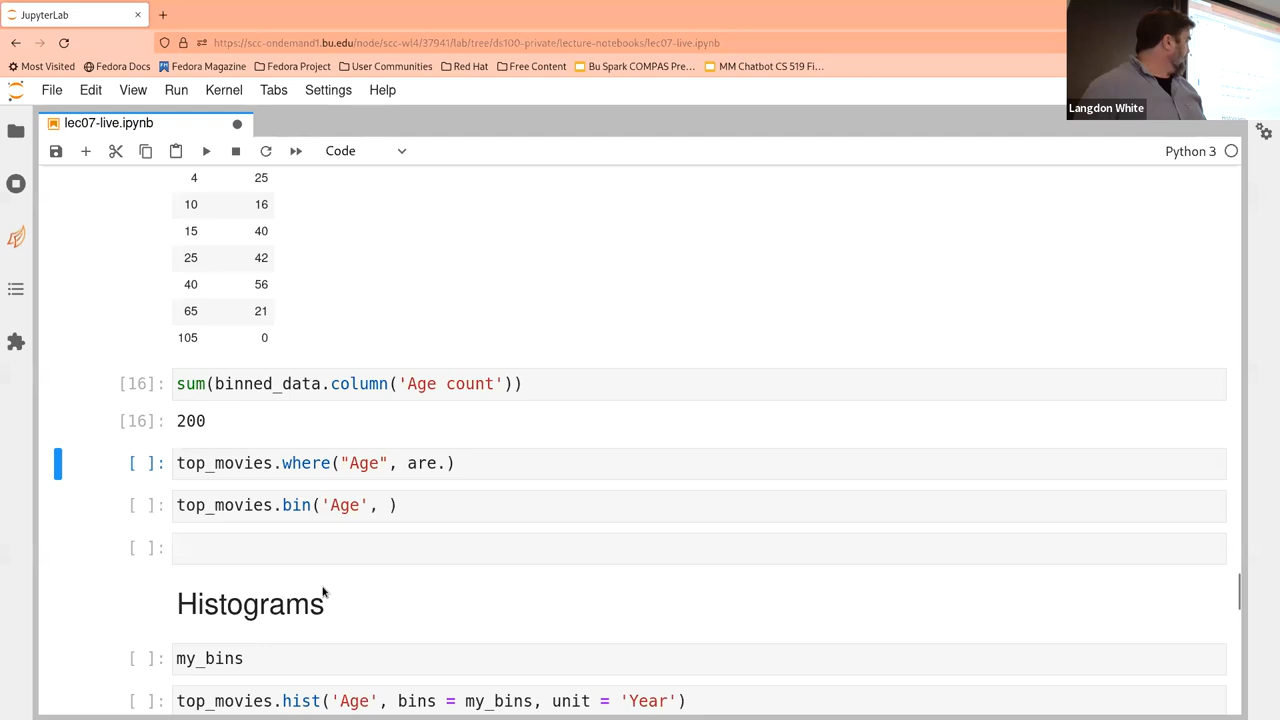 JupyterLab
https://scc-ondemand1.bu.edu/node/scc-wl4/37941/lab/tree/ds100-private/lecture-notebooks/lec07-live.ipynb
Most Visited Fedora Docs Fedora Magazine Fedora Project User Communities Red Hat Free Content Bu Spark COMPAS Pre... MM Chatbot CS 519 Fi...
Langdon White
File Edit View Run Kernel Tabs Settings Help
lec07-live.ipynb
Code Python 3
4 25
10 16
15 40
25 42
40 56
65 21
105 0
[16]: sum(binned_data.column('Age count'))
[16]: 200
[ ]: top_movies.where("Age", are.)
[ ]: top_movies.bin('Age', )
[ ]:
Histograms
[ ]: my_bins
[ ]: top_movies.hist('Age', bins = my_bins, unit = 'Year')